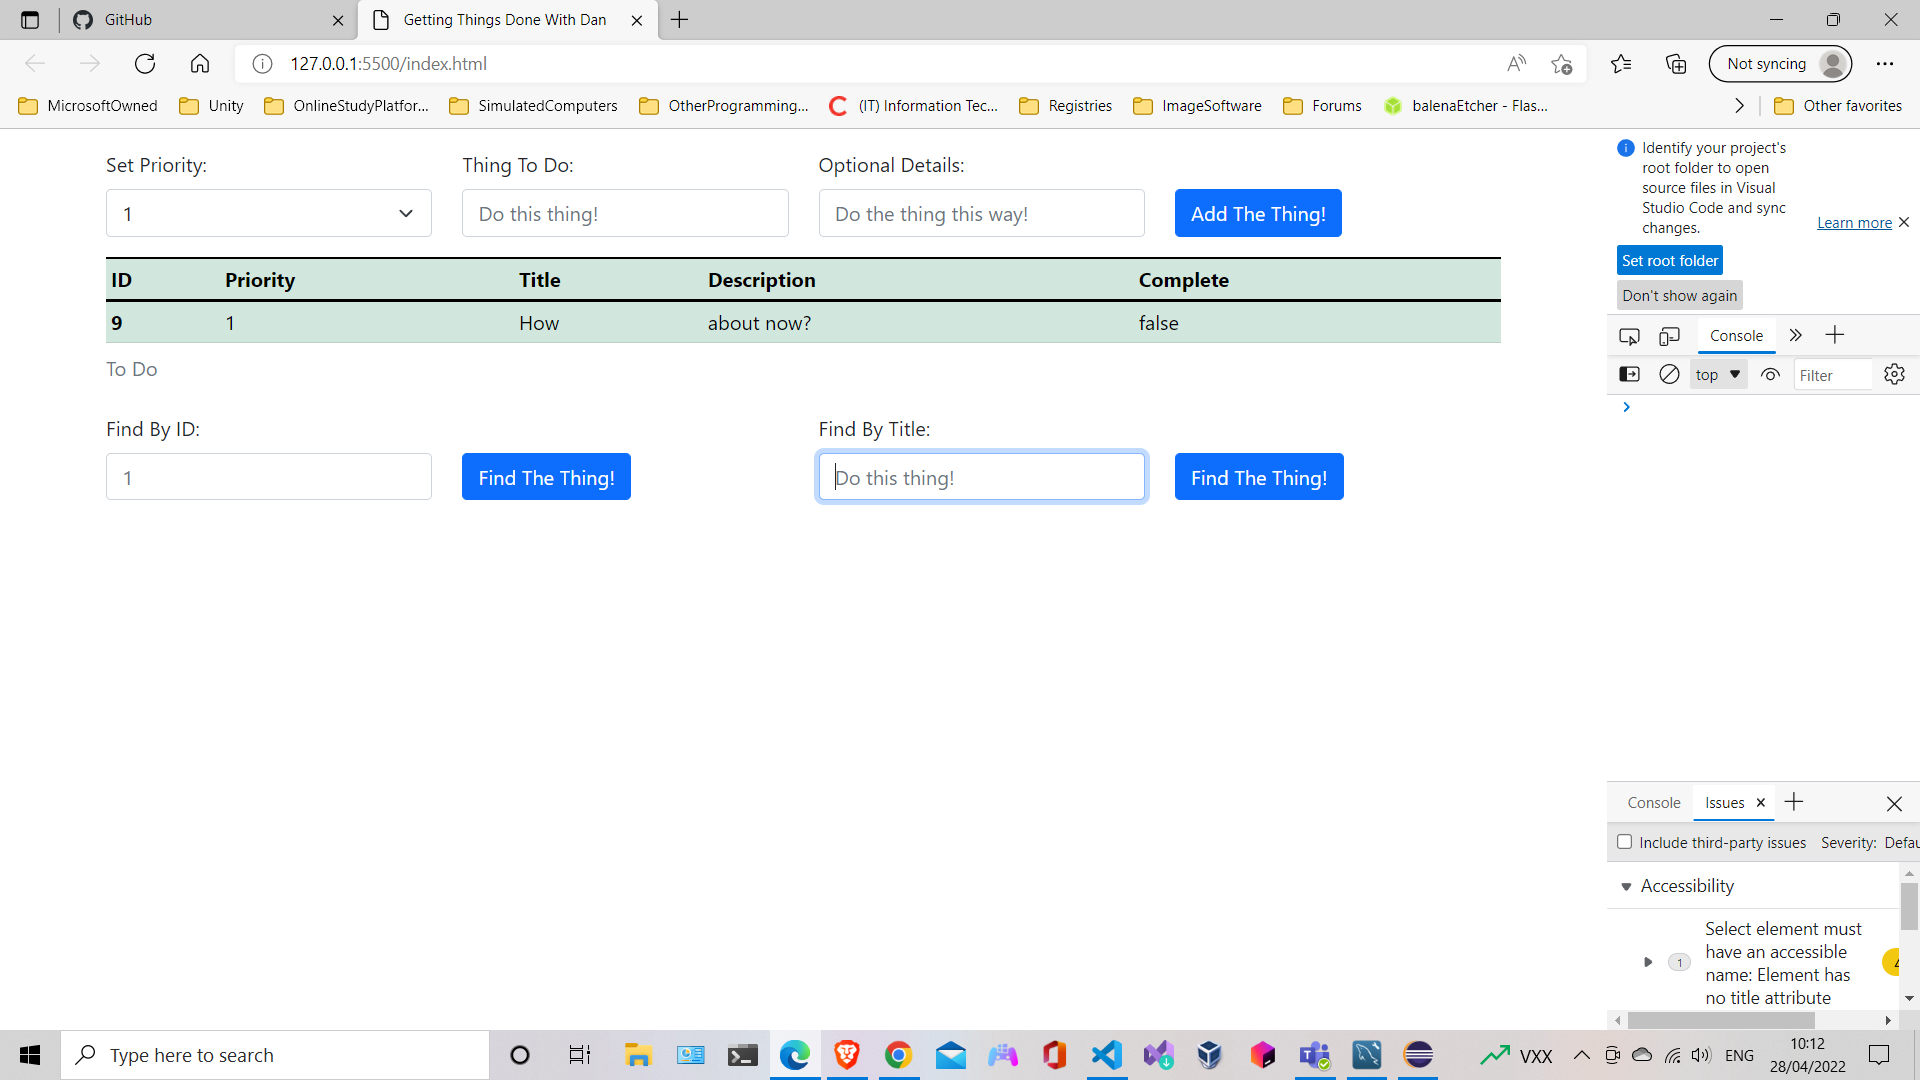 GitHub
Getting Things Done With Dan
127.0.0.1:5500/index.html
Not syncing
MicrosoftOwned
Unity
OnlineStudyPlatfor...
SimulatedComputers
OtherProgramming...
(IT) Information Tec...
Registries
ImageSoftware
Forums
balenaEtcher - Flas...
Other favorites
Set Priority:
Thing To Do:
Optional Details:
1
Do this thing!
Do the thing this way!
Add The Thing!
ID Priority Title Description Complete
9 1 How about now? false
To Do
Find By ID:
Find By Title:
1
Find The Thing!
Do this thing!
Find The Thing!
Identify your project's
root folder to open
source files in Visual
Studio Code and sync
changes.
Learn more
Set root folder
Don't show again
Console
top
Filter
Console
Issues
Include third-party issues
Severity: Defau
Accessibility
1
Select element must
have an accessible
name: Element has
no title attribute
Type here to search
VXX
ENG
10:12
28/04/2022